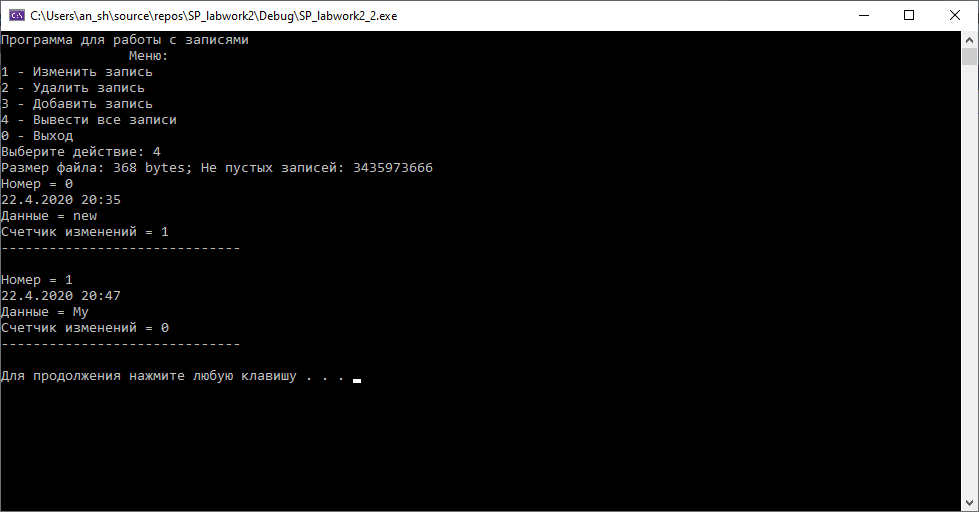 C:\Users\an_sh\source\repos\SP_labwork2\Debug\SP_labwork2_2.exe
Программа для работы с записями
Меню:
1 - Изменить запись
2 - Удалить запись
3 - Добавить запись
4 - Вывести все записи
0 - Выход
Выберите действие: 4
Размер файла: 368 bytes; Не пустых записей: 3435973666
Номер = 0
22.4.2020 20:35
Данные = new
Счетчик изменений = 1
------------------------------
Номер = 1
22.4.2020 20:47
Данные = My
Счетчик изменений = 0
------------------------------
Для продолжения нажмите любую клавишу . . .